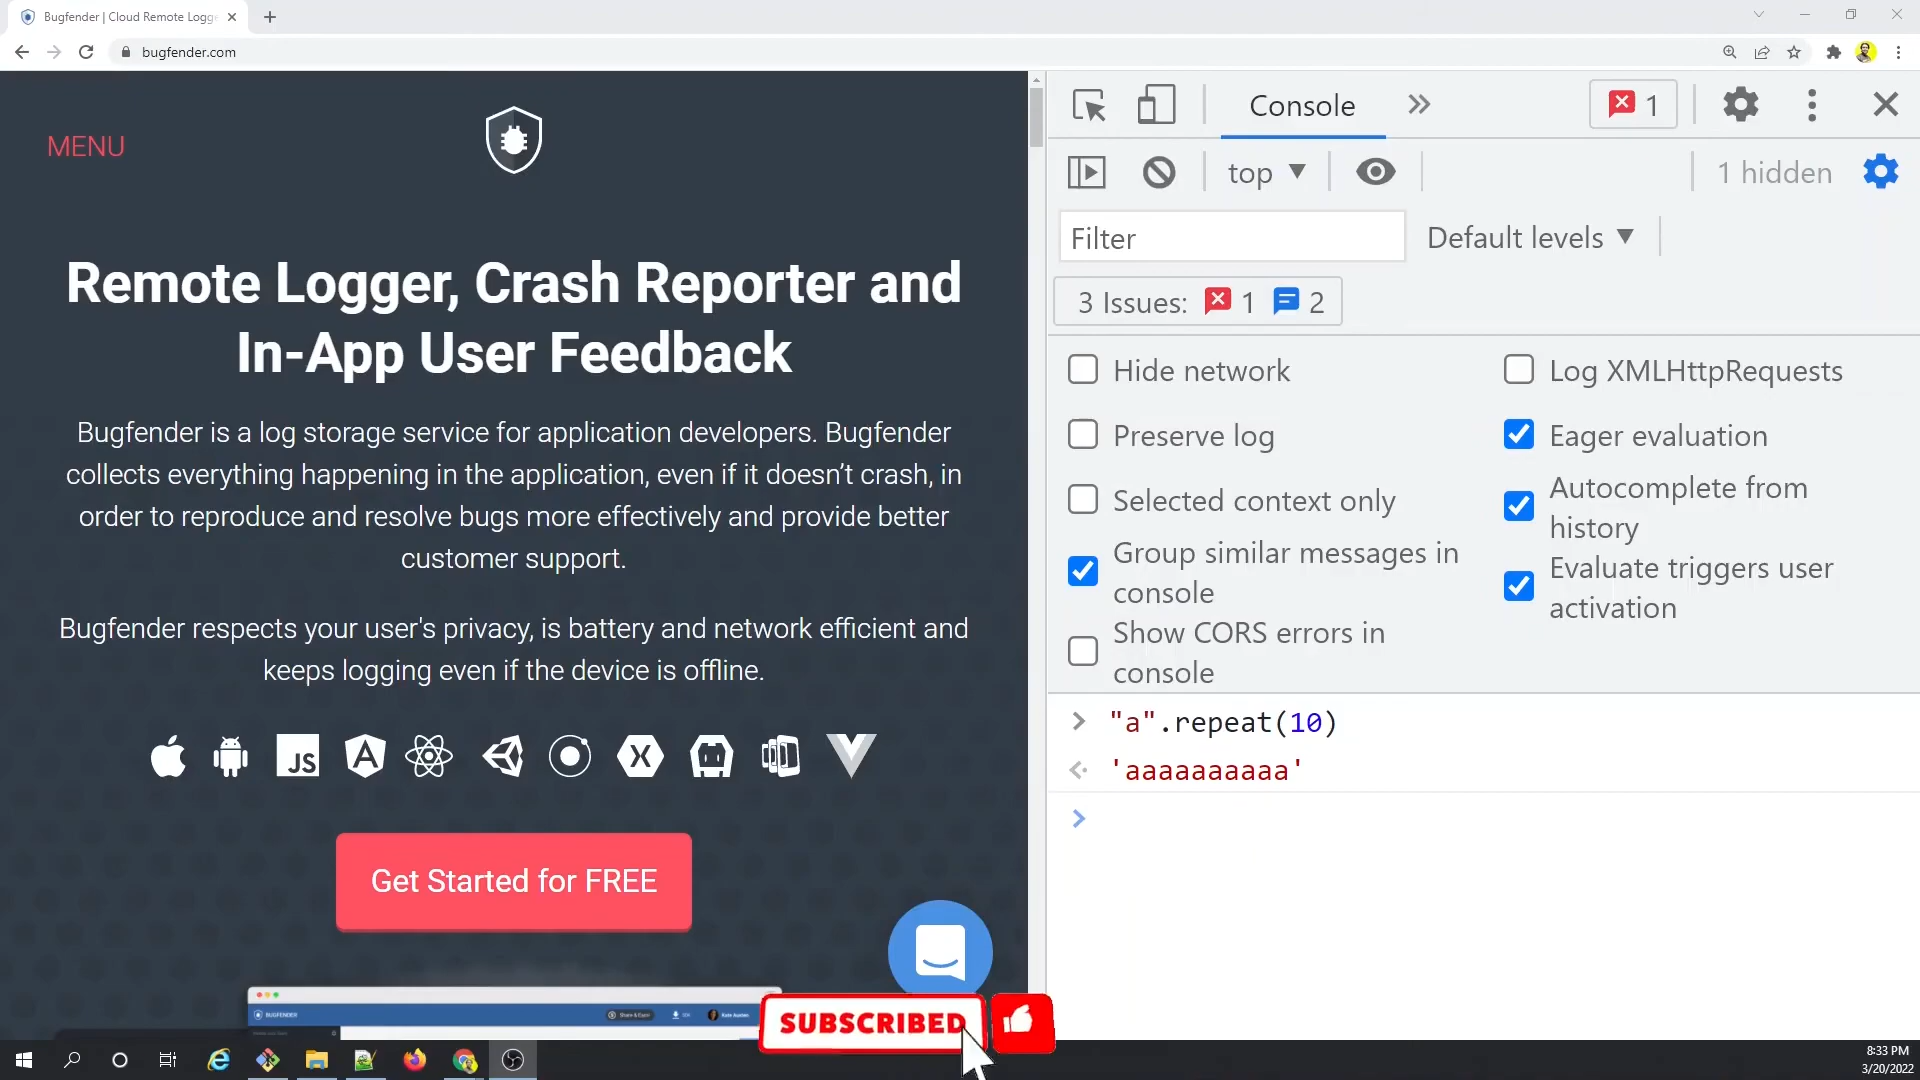 Bugfender | Cloud Remote Logge
bugfender.com
MENU
Remote Logger, Crash Reporter and
In-App User Feedback
Bugfender is a log storage service for application developers. Bugfender
collects everything happening in the application, even if it doesn’t crash, in
order to reproduce and resolve bugs more effectively and provide better
customer support.
Bugfender respects your user's privacy, is battery and network efficient and
keeps logging even if the device is offline.
JS
Get Started for FREE
BUGFENDER
SUBSCRIBED
Console
1
top
1 hidden
Filter
Default levels
3 Issues: 1 2
Hide network
Log XMLHttpRequests
Preserve log
Eager evaluation
Selected context only
Autocomplete from
history
Group similar messages in
console
Evaluate triggers user
activation
Show CORS errors in
console
> "a".repeat(10)
'aaaaaaaaaaa'
>
8:33 PM
3/20/2022